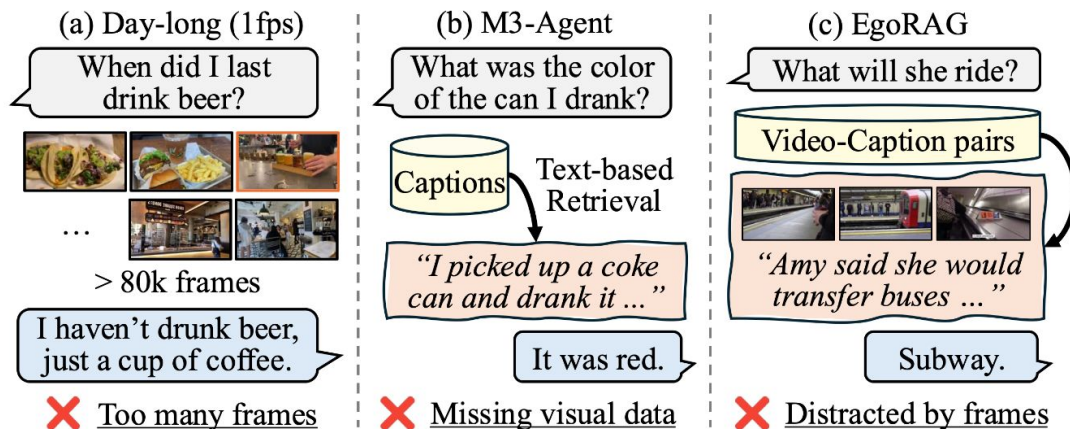 (a) Day-long (1fps)
When did I last
drink beer?
...
> 80k frames
I haven't drunk beer,
just a cup of coffee.
❌ Too many frames
(b) M3-Agent
What was the color
of the can I drank?
Captions
Text-based
Retrieval
"I picked up a coke
can and drank it ..."
It was red.
❌ Missing visual data
(c) EgoRAG
What will she ride?
Video-Caption pairs
"Amy said she would
transfer buses ..."
Subway.
❌ Distracted by frames